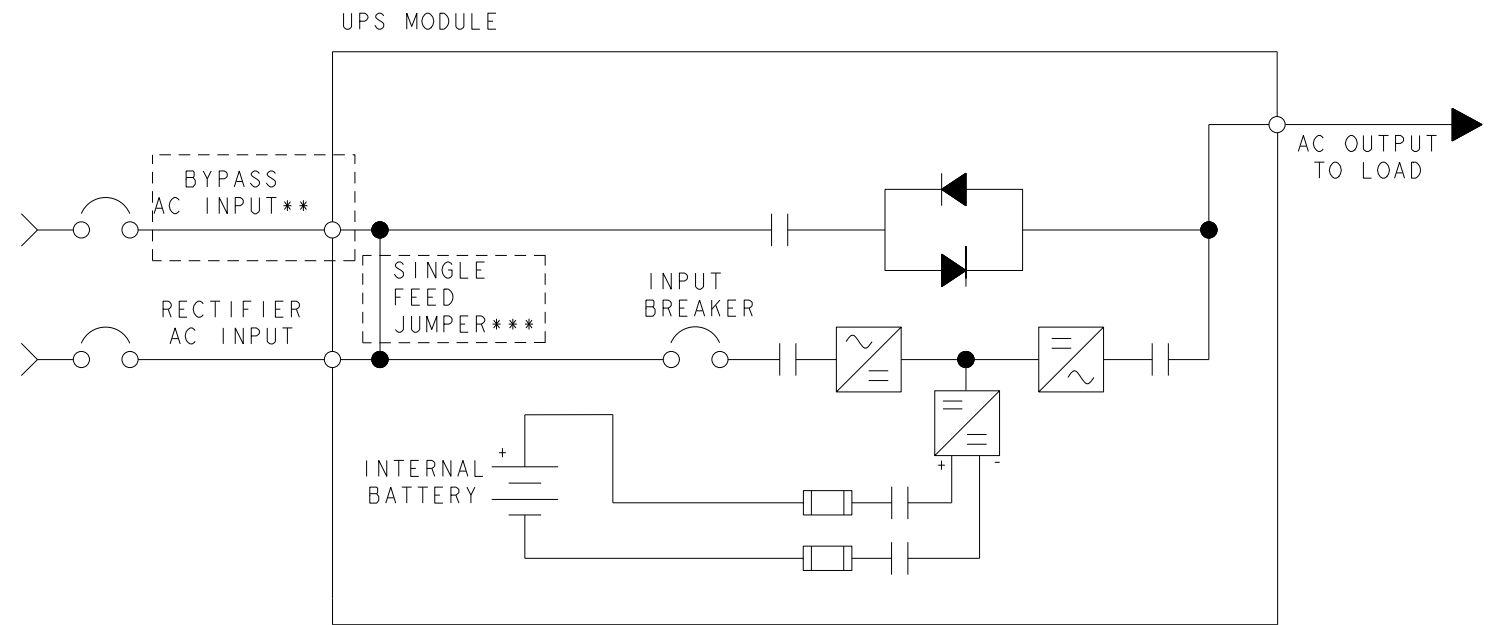 UPS MODULE
AC OUTPUT
TO LOAD
BYPASS
AC INPUT**
SINGLE
FEED
JUMPER***
INPUT
BREAKER
RECTIFIER
AC INPUT
+
INTERNAL
BATTERY
+ -